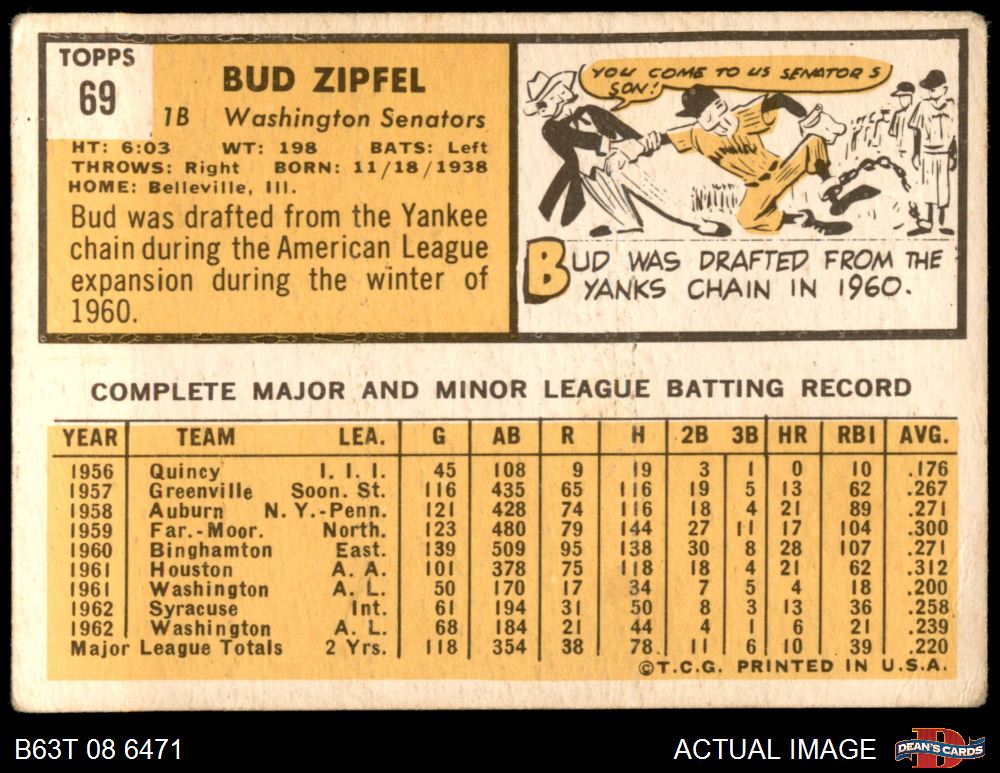 TOPPS
69
BUD ZIPFEL
1B Washington Senators
HT: 6:03 WT: 198 BATS: Left
THROWS: Right BORN: 11/18/1938
HOME: Belleville, Ill.
Bud was drafted from the Yankee
chain during the American League
expansion during the winter of
1960.
YOU COME TO US SENATORS
SON!
BUD WAS DRAFTED FROM THE
YANKS CHAIN IN 1960.
COMPLETE MAJOR AND MINOR LEAGUE BATTING RECORD
YEAR TEAM LEA. G AB R H 2B 3B HR RBI AVG.
1956 Quincy I. I. I. 45 108 9 19 3 1 0 10 .176
1957 Greenville Soon. St. 116 435 65 116 19 5 13 62 .267
1958 Auburn N. Y.-Penn. 121 428 74 116 18 4 21 89 .271
1959 Far.-Moor. North. 123 480 79 144 27 11 17 104 .300
1960 Binghamton East. 139 509 95 138 30 8 28 107 .271
1961 Houston A. A. 101 378 75 118 18 4 21 62 .312
1961 Washington A. L. 50 170 17 34 7 5 4 18 .200
1962 Syracuse Int. 61 194 31 50 8 3 13 36 .258
1962 Washington A. L. 68 184 21 44 4 1 6 21 .239
Major League Totals 2 Yrs. 118 354 38 78 11 6 10 39 .220
©T.C.G. PRINTED IN U.S.A.
B63T 08 6471
ACTUAL IMAGE
D
DEAN'S CARDS